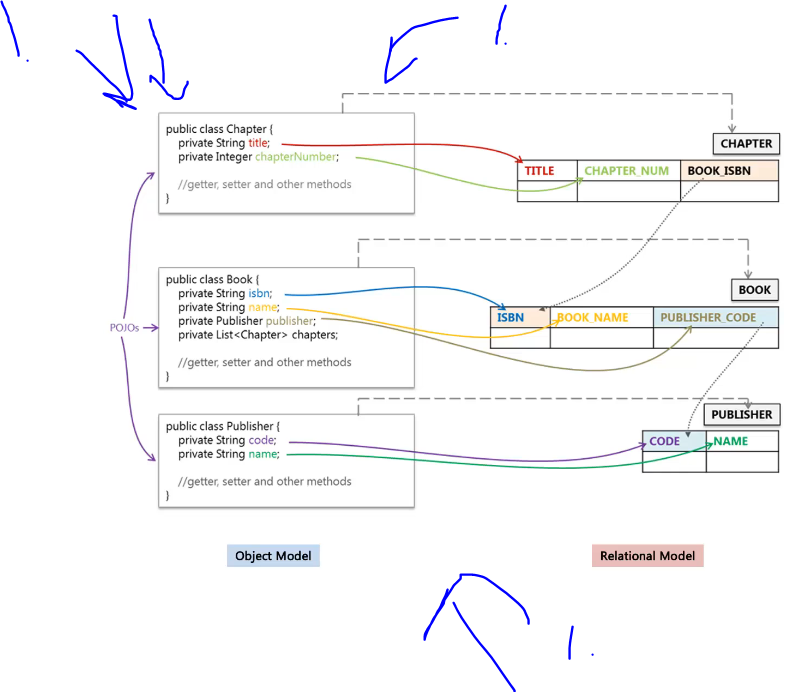 1.
1.
public class Chapter {
private String title;
private Integer chapterNumber;
//getter, setter and other methods
}
CHAPTER
TITLE CHAPTER_NUM BOOK_ISBN
public class Book {
private String isbn;
private String name;
private Publisher publisher;
private List<Chapter> chapters;
//getter, setter and other methods
}
BOOK
ISBN BOOK_NAME PUBLISHER_CODE
POJOs
public class Publisher {
private String code;
private String name;
//getter, setter and other methods
}
PUBLISHER
CODE NAME
Object Model
Relational Model
1.